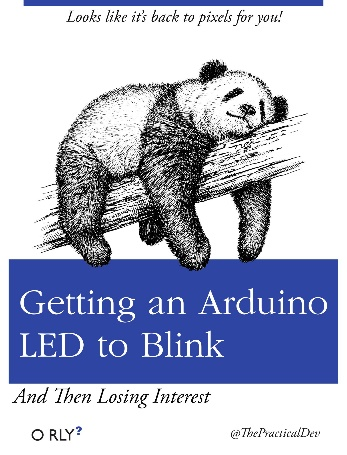 Looks like it's back to pixels for you!
Getting an Arduino
LED to Blink
And Then Losing Interest
O RLY?
@ThePracticalDev